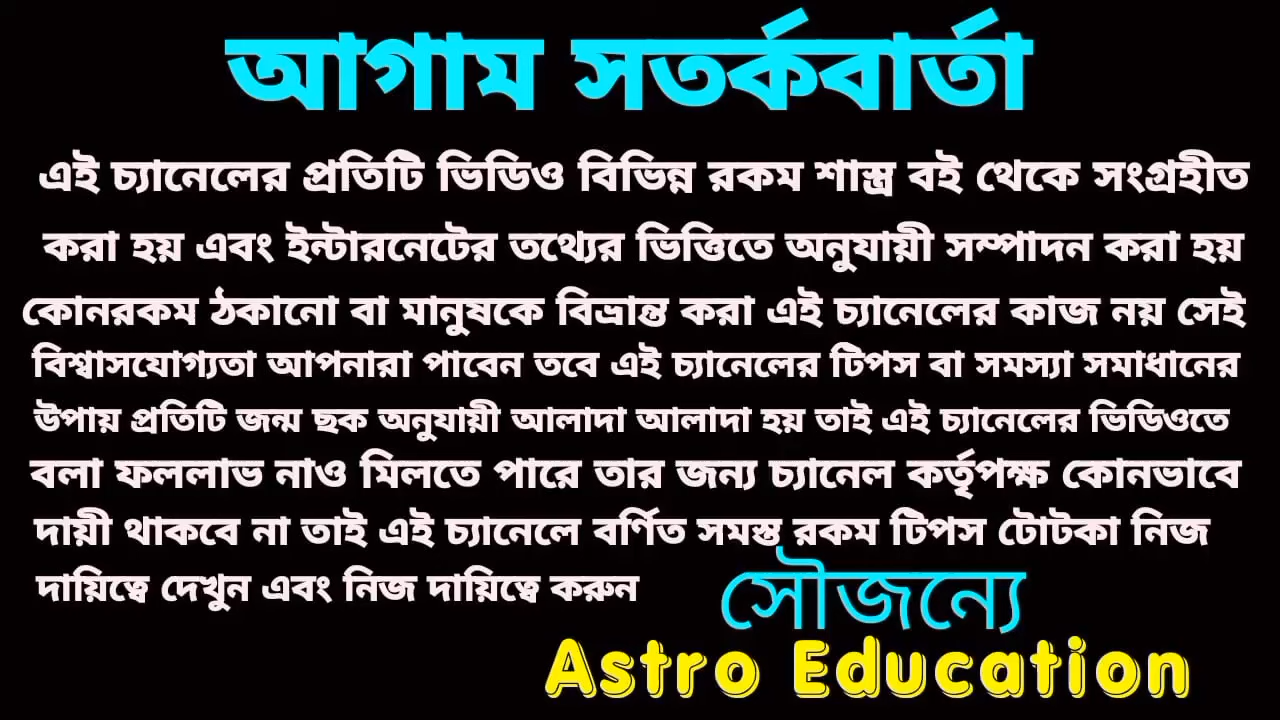 আগাম সতর্কবার্তা
এই চ্যানেলের প্রতিটি ভিডিও বিভিন্ন রকম শাস্ত্র বই থেকে সংগ্রহীত
করা হয় এবং ইন্টারনেটের তথ্যের ভিত্তিতে অনুযায়ী সম্পাদন করা হয়
কোনরকম ঠকানো বা মানুষকে বিভ্রান্ত করা এই চ্যানেলের কাজ নয় সেই
বিশ্বাসযোগ্যতা আপনারা পাবেন তবে এই চ্যানেলের টিপস বা সমস্যা সমাধানের
উপায় প্রতিটি জন্ম ছক অনুযায়ী আলাদা আলাদা হয় তাই এই চ্যানেলের ভিডিওতে
বলা ফললাভ নাও মিলতে পারে তার জন্য চ্যানেল কর্তৃপক্ষ কোনভাবে
দায়ী থাকবে না তাই এই চ্যানেলে বর্ণিত সমস্ত রকম টিপস টোটকা নিজ
দায়িত্বে দেখুন এবং নিজ দায়িত্বে করুন
সৌজন্যে
Astro Education